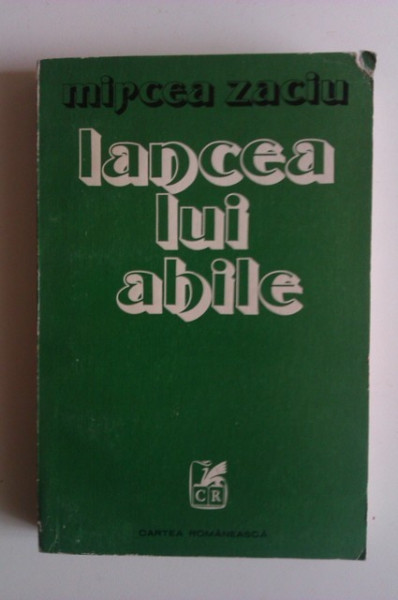 mircea zaciu
lancea
lui
ahile
CR
CARTEA ROMÂNEASCĂ